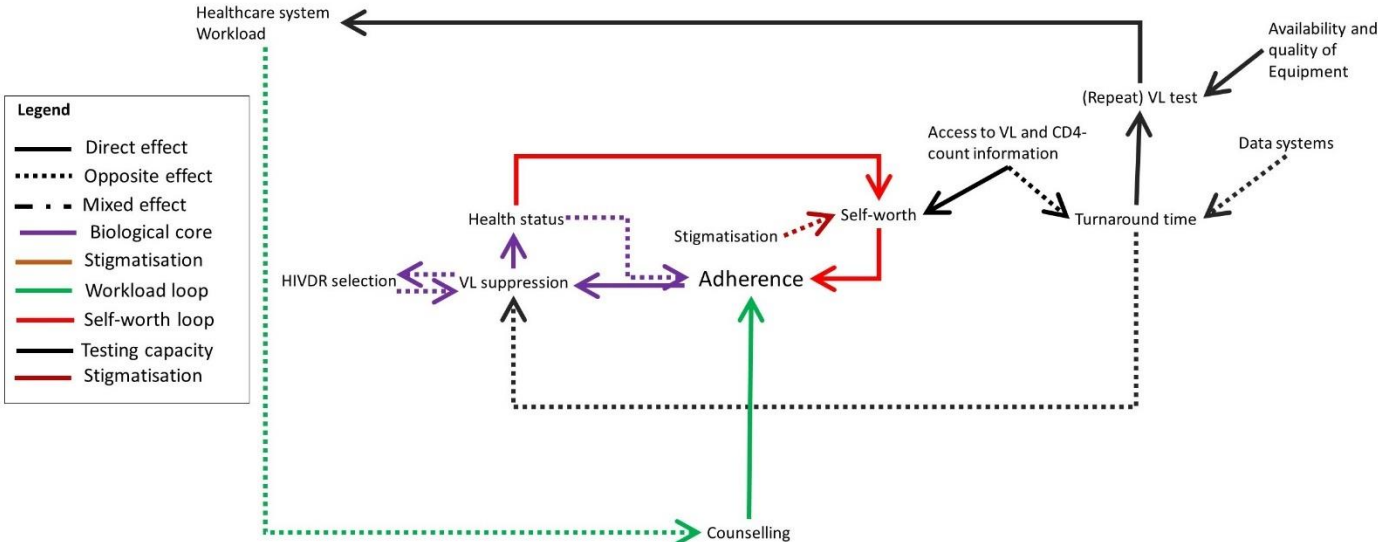 Healthcare system
Workload
Availability and
quality of
Equipment
(Repeat) VL test
Legend
Direct effect
Opposite effect
Mixed effect
Biological core
Stigmatisation
Workload loop
Self-worth loop
Testing capacity
Stigmatisation
Access to VL and CD4-
count information
Data systems
Health status
Stigmatisation
Self-worth
Turnaround time
HIVDR selection
VL suppression
Adherence
Counselling